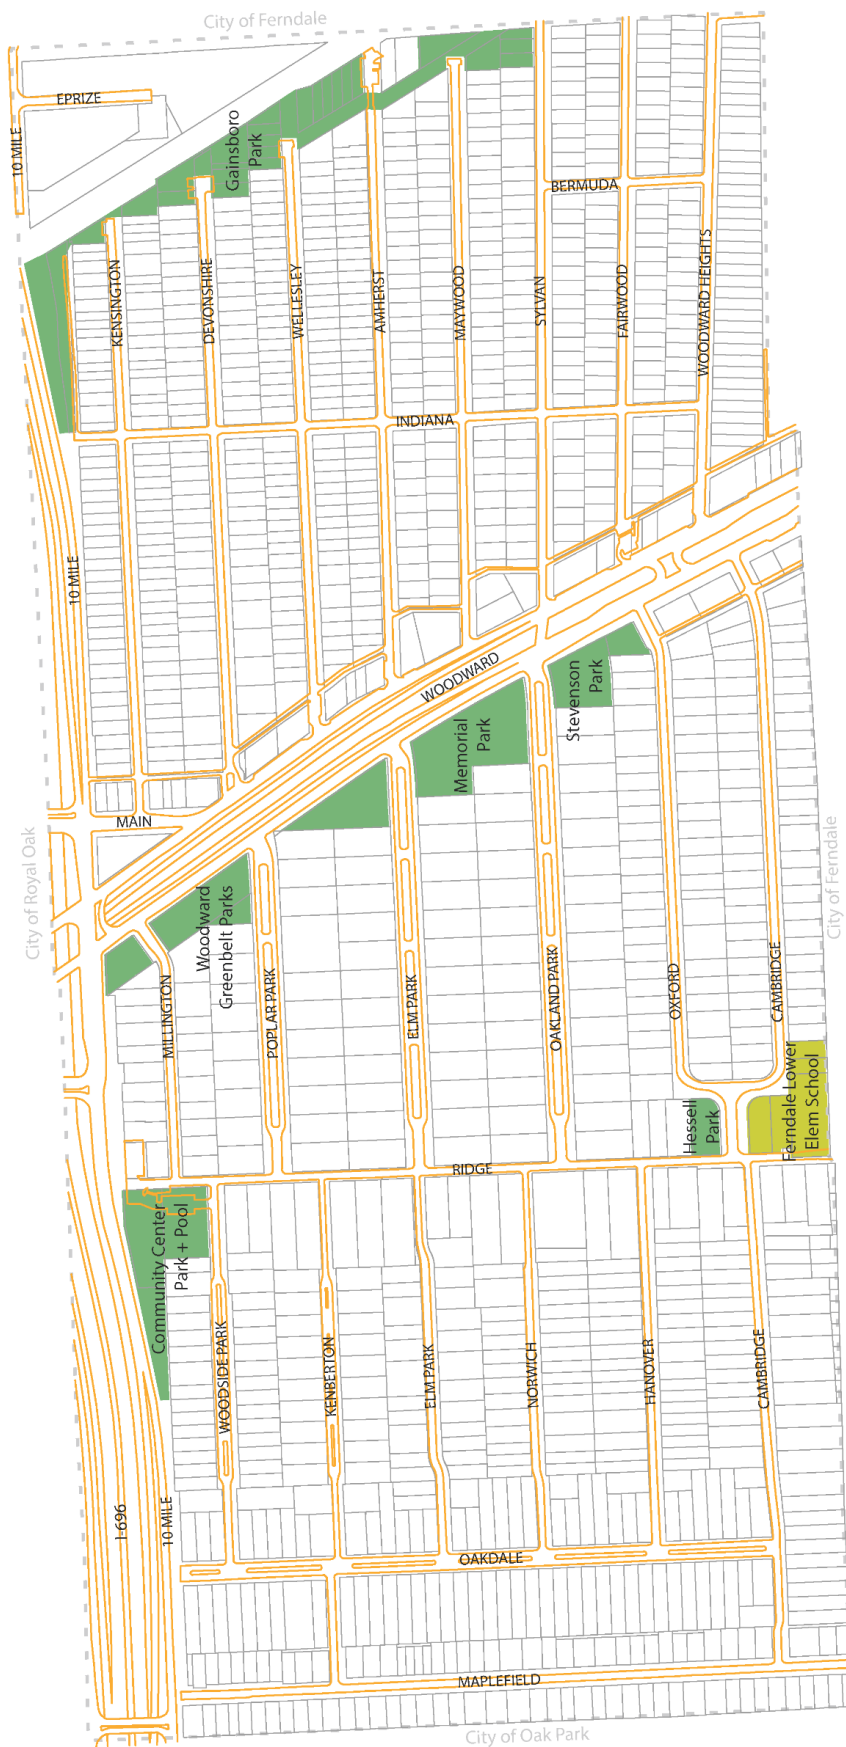 City of Ferndale
EPRIZE
10 MILE
Gainsboro
Park
BERMUDA
KENSINGTON
DEVONSHIRE
WELLESLEY
AMHERST
MAYWOOD
SYLVAN
FAIRWOOD
WOODWARD HEIGHTS
INDIANA
10 MILE
WOODWARD
Stevenson
Park
Memorial
Park
MAIN
City of Royal Oak
City of Ferndale
Woodward
Greenbelt Parks
MILLINGTON
POPLAR PARK
ELM PARK
OAKLAND PARK
OXFORD
CAMBRIDGE
Hessell
Park
Ferndale Lower
Elem School
RIDGE
Community Center
Park + Pool
WOODSIDE PARK
KENBERTON
ELM PARK
NORWICH
HANOVER
CAMBRIDGE
I-696
10 MILE
OAKDALE
MAPLEFIELD
City of Oak Park